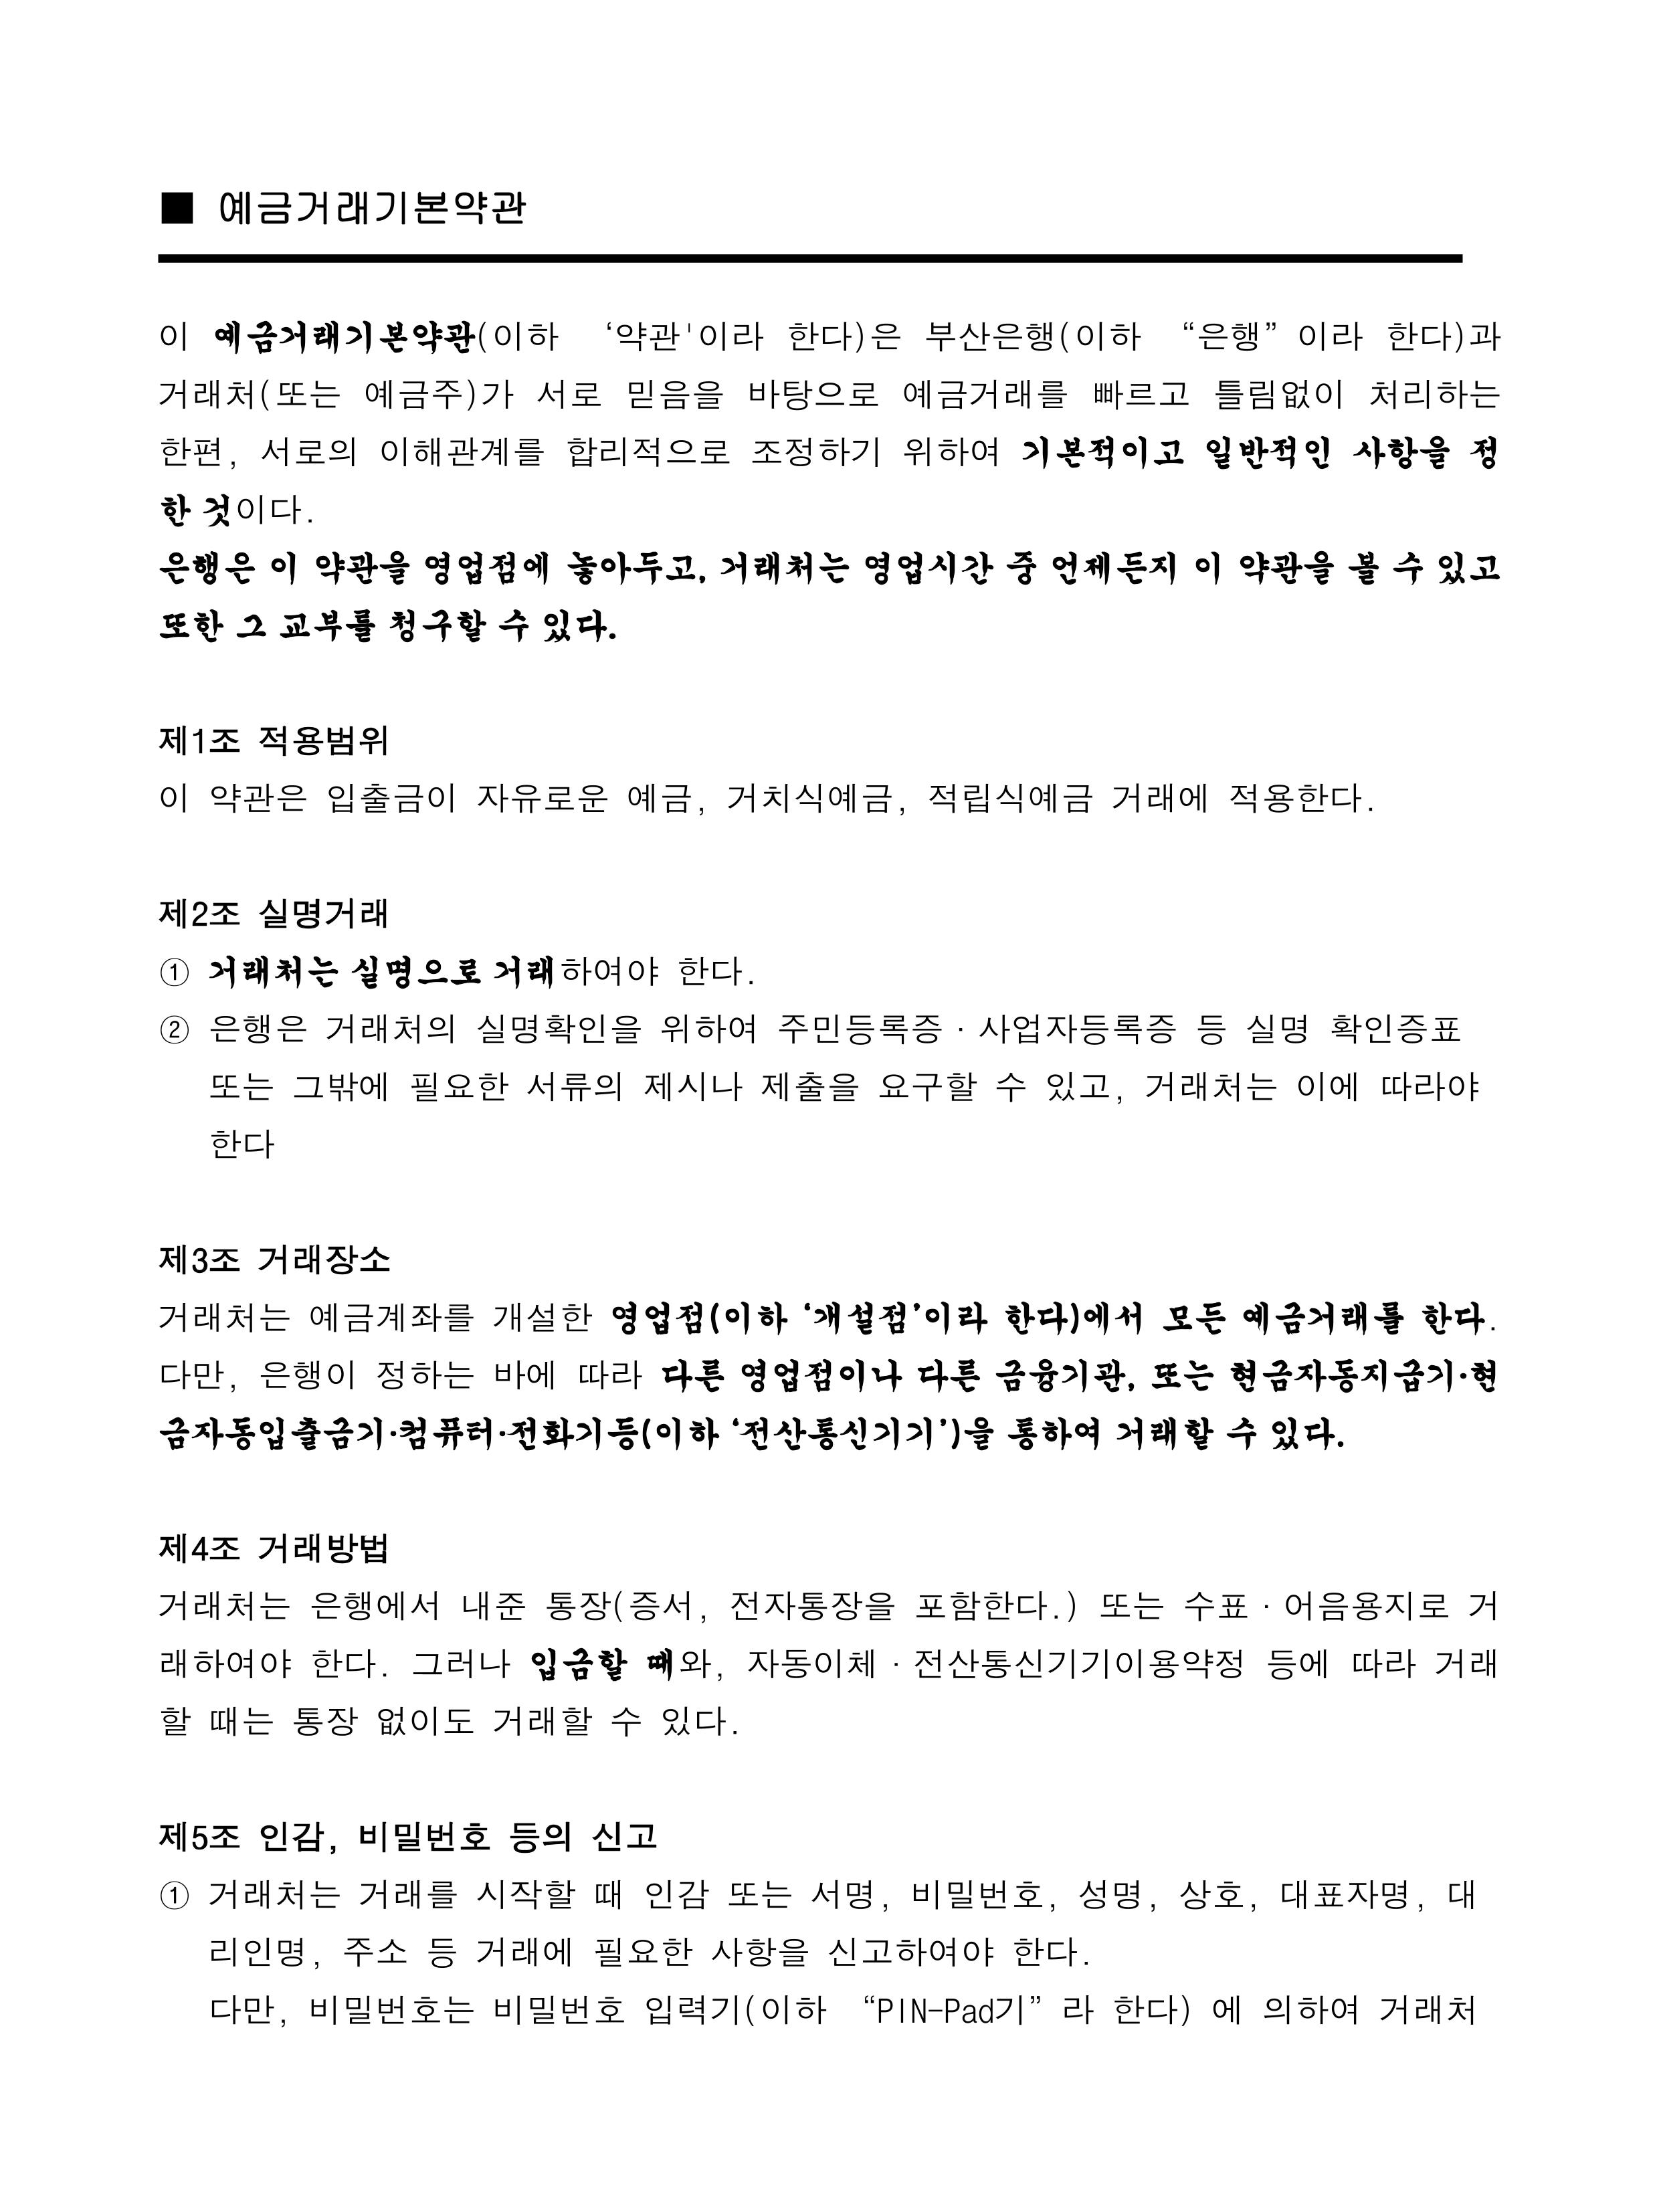 ■ 예금거래기본약관
이 예금거래기본약관(이하 ‘약관'이라 한다)은 부산은행(이하 “은행” 이라 한다)과
거래처(또는 예금주)가 서로 믿음을 바탕으로 예금거래를 빠르고 틀림없이 처리하는
한편, 서로의 이해관계를 합리적으로 조정하기 위하여 기본적이고 일반적인 사항을 정
한 것이다.
은행은 이 약관을 영업점에 놓아두고, 거래처는 영업시간 중 언제든지 이 약관을 볼 수 있고
또한 그 교부를 청구할 수 있다.
제1조 적용범위
이 약관은 입출금이 자유로운 예금, 거치식예금, 적립식예금 거래에 적용한다.
제2조 실명거래
① 거래처는 실명으로 거래하여야 한다.
② 은행은 거래처의 실명확인을 위하여 주민등록증·사업자등록증 등 실명 확인증표
또는 그밖에 필요한 서류의 제시나 제출을 요구할 수 있고, 거래처는 이에 따라야
한다
제3조 거래장소
거래처는 예금계좌를 개설한 영업점(이하 ‘개설점’이라 한다)에서 모든 예금거래를 한다.
다만, 은행이 정하는 바에 따라 다른 영업점이나 다른 금융기관, 또는 현금자동지급기·현
금자동입출금기·컴퓨터·전화기등(이하 ‘전산통신기기’)을 통하여 거래할 수 있다.
제4조 거래방법
거래처는 은행에서 내준 통장(증서, 전자통장을 포함한다.) 또는 수표·어음용지로 거
래하여야 한다. 그러나 입금할 때와, 자동이체·전산통신기기이용약정 등에 따라 거래
할 때는 통장 없이도 거래할 수 있다.
제5조 인감, 비밀번호 등의 신고
① 거래처는 거래를 시작할 때 인감 또는 서명, 비밀번호, 성명, 상호, 대표자명, 대
리인명, 주소 등 거래에 필요한 사항을 신고하여야 한다.
다만, 비밀번호는 비밀번호 입력기(이하 “PIN-Pad기” 라 한다) 에 의하여 거래처